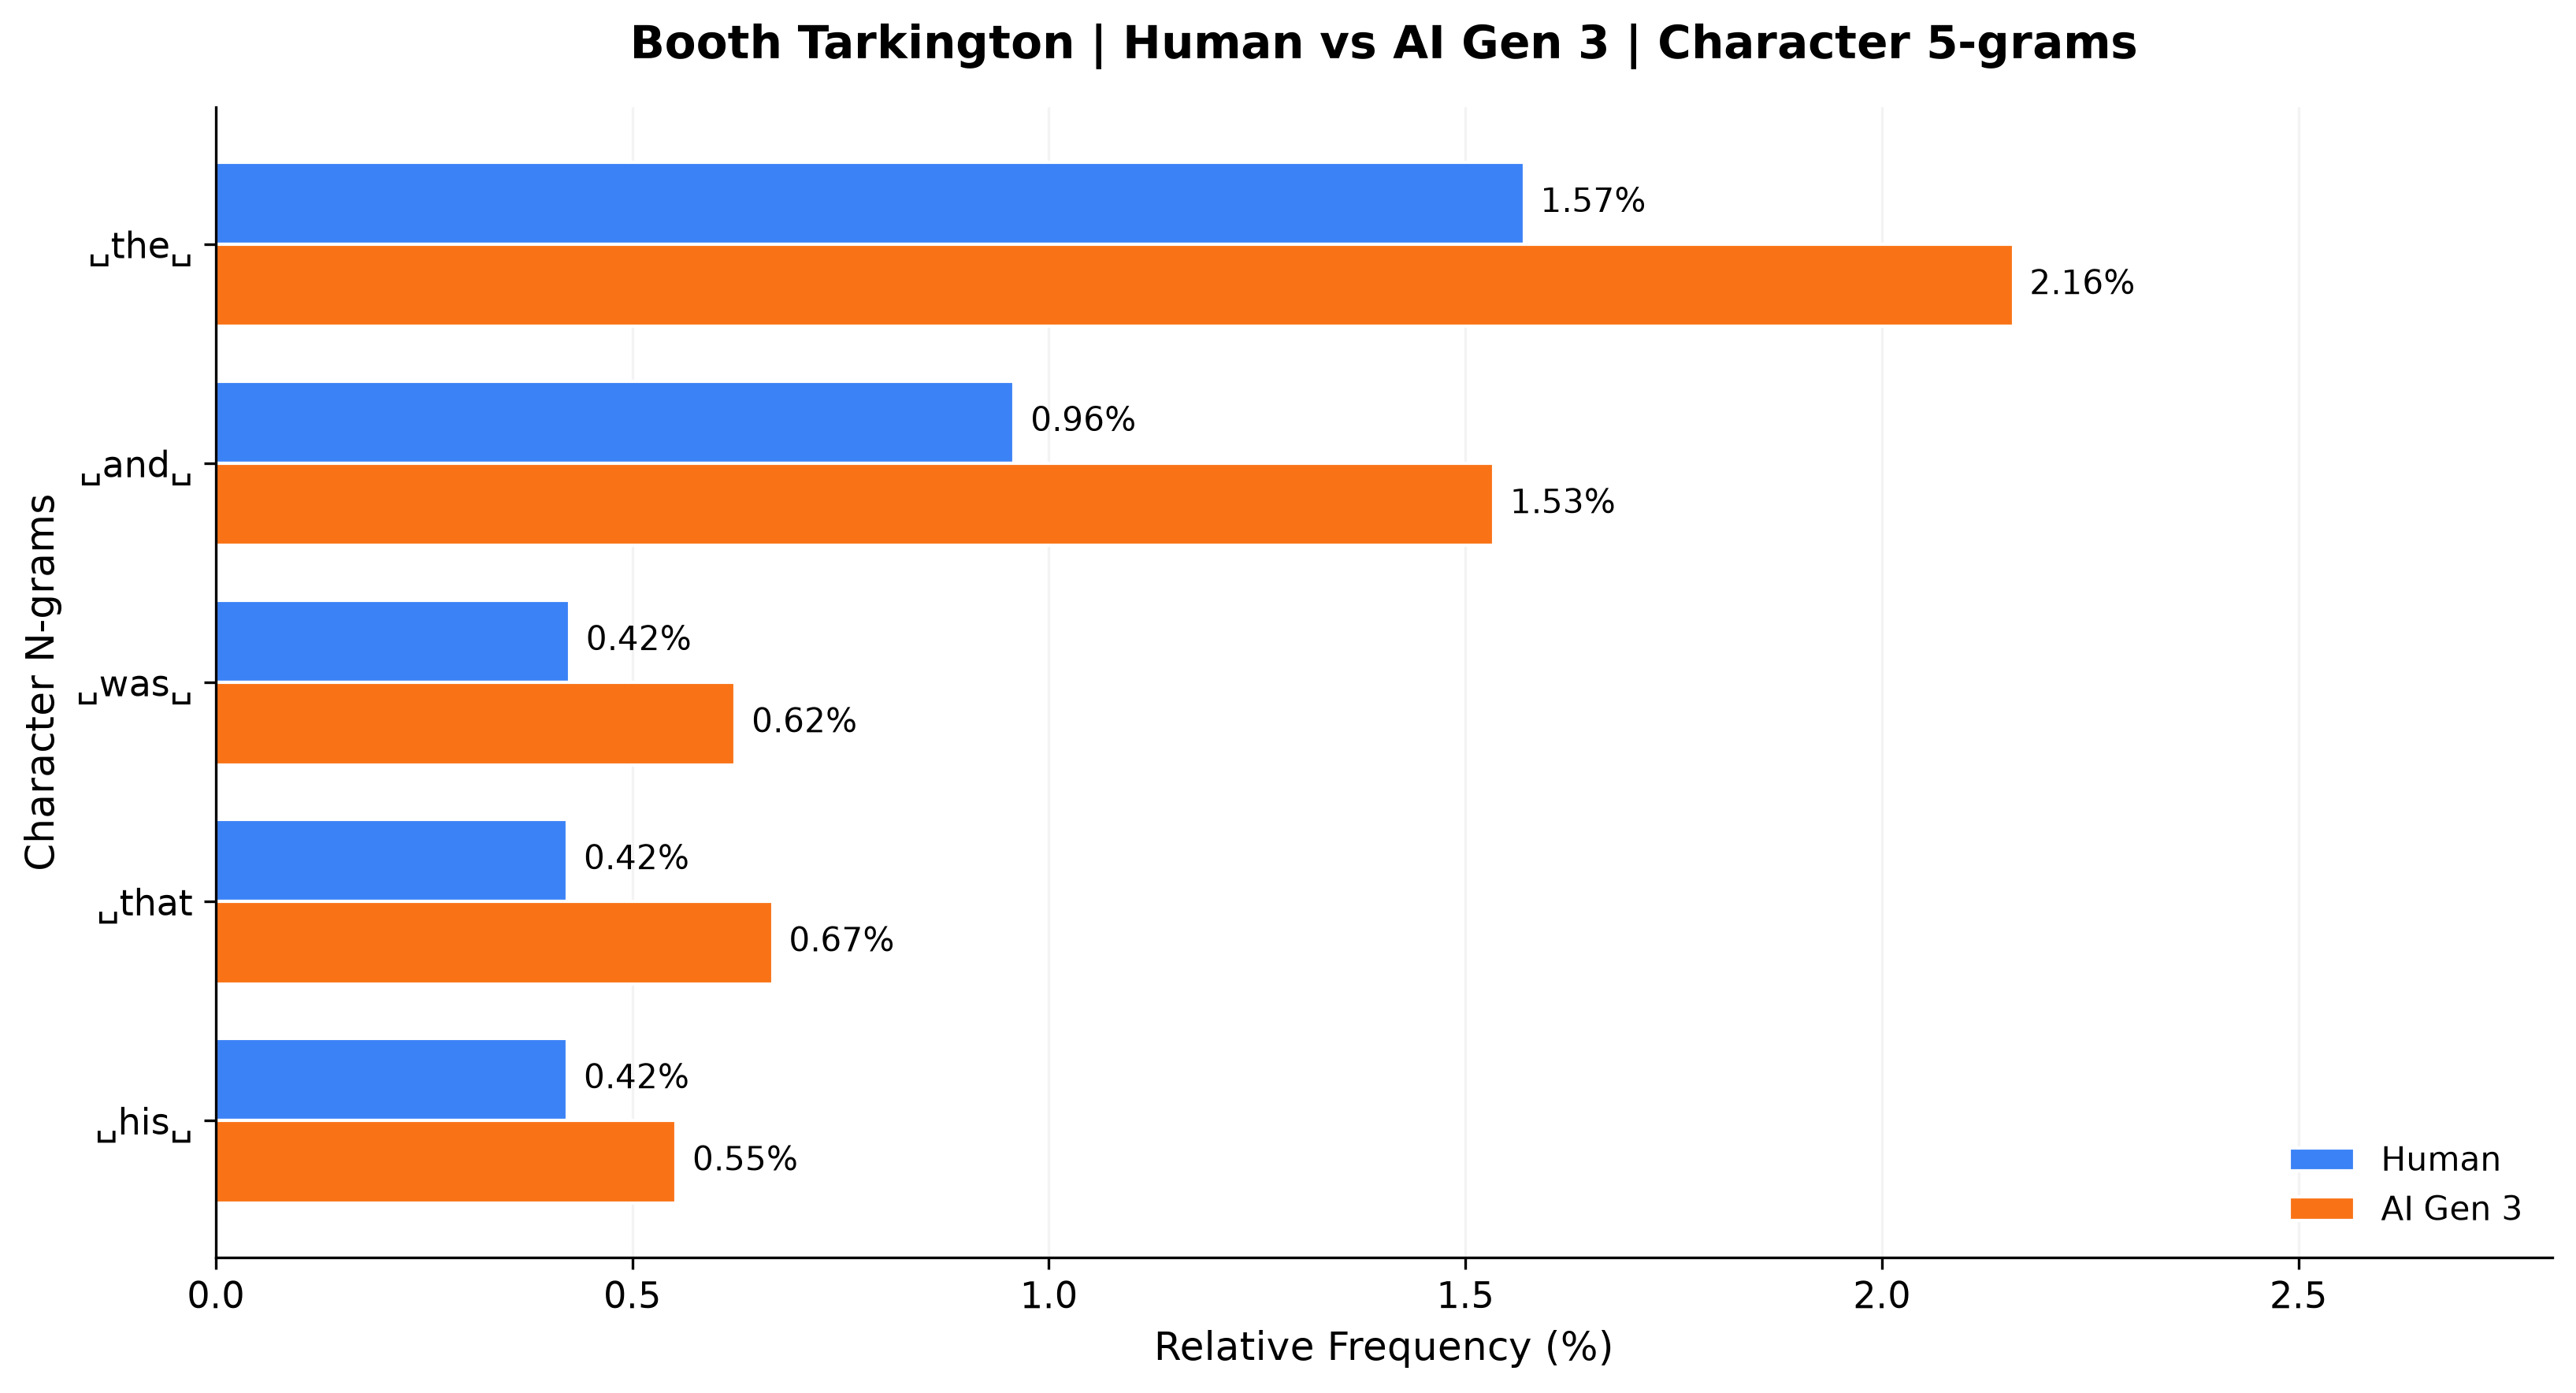 Booth Tarkington | Human vs AI Gen 3 | Character 5-grams
␣the␣
1.57%
2.16%
␣and␣
0.96%
1.53%
␣was␣
0.42%
0.62%
␣that
0.42%
0.67%
␣his␣
0.42%
0.55%
Character N-grams
Human
AI Gen 3
0.0 0.5 1.0 1.5 2.0 2.5
Relative Frequency (%)